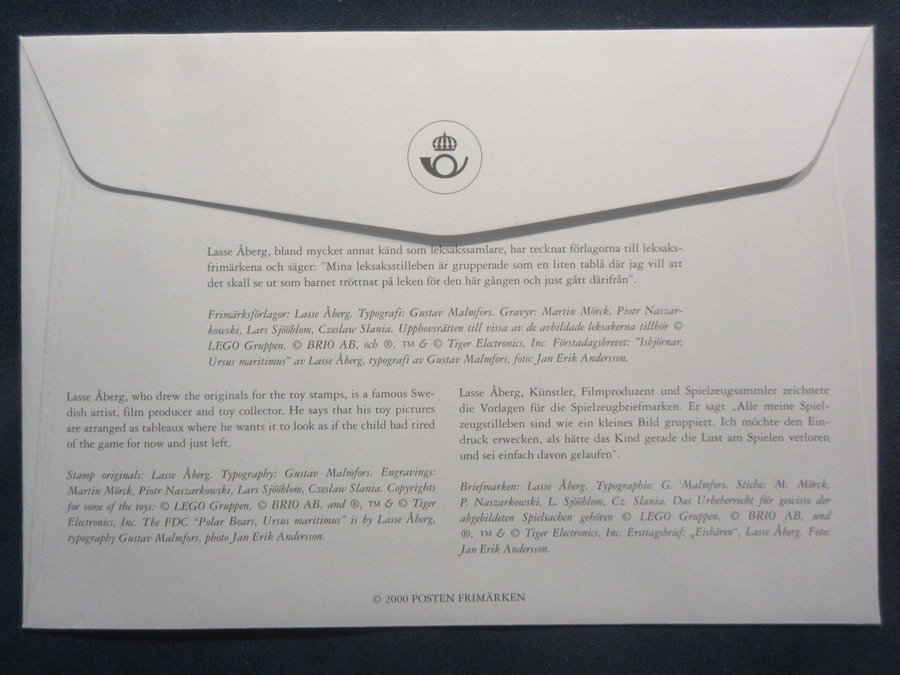 Lasse Åberg, bland mycket annat känd som leksakssamlare, har tecknat förlagorna till leksaks-
frimärkena och säger: "Mina leksaksstilleben är grupperade som en liten tablå där jag vill att
det skall se ut som barnet tröttnat på leken för den här gången och just gått därifrån".
Frimärksförlagor: Lasse Åberg. Typografi: Gustav Malmfors. Gravyr: Martin Mörck, Piotr Naszar-
kowski, Lars Sjööblom, Czeslaw Slania. Upphovsrätten till vissa av de avbildade leksakerna tillhör ©
LEGO Gruppen, © BRIO AB, och ®, TM & © Tiger Electronics, Inc. Förstadagsbrevet: "Isbjörnar,
Ursus maritimus" av Lasse Åberg, typografi av Gustav Malmfors, foto: Jan Erik Andersson.
Lasse Åberg, who drew the originals for the toy stamps, is a famous Swe-
dish artist, film producer and toy collector. He says that his toy pictures
are arranged as tableaux where he wants it to look as if the child had tired
of the game for now and just left.
Stamp originals: Lasse Åberg. Typography: Gustav Malmfors. Engravings:
Martin Mörck, Piotr Naszarkowski, Lars Sjööblom, Czeslaw Slania. Copyrights
for some of the toys: © LEGO Gruppen, © BRIO AB, and ®, TM & © Tiger
Electronics, Inc. The FDC "Polar Bears, Ursus maritimus" is by Lasse Åberg,
typography Gustav Malmfors, photo Jan Erik Andersson.
Lasse Åberg, Künstler, Filmproduzent und Spielzeugsammler zeichnete
die Vorlagen für die Spielzeugbriefmarken. Er sagt „Alle meine Spiel-
zeugstilleben sind wie ein kleines Bild gruppiert. Ich möchte den Ein-
druck erwecken, als hätte das Kind gerade die Lust am Spielen verloren
und sei einfach davon gelaufen".
Briefmarken: Lasse Åberg. Typographie: G. Malmfors. Stiche: M. Mörck,
P. Naszarkowski, L. Sjööblom, Cz. Slania. Das Urheberrecht für gewisse der
abgebildeten Spielsachen gehören © LEGO Gruppen, © BRIO AB, und
®, TM & © Tiger Electronics, Inc. Ersttagsbrief: „Eisbären", Lasse Åberg. Foto:
Jan Erik Andersson.
© 2000 POSTEN FRIMÄRKEN